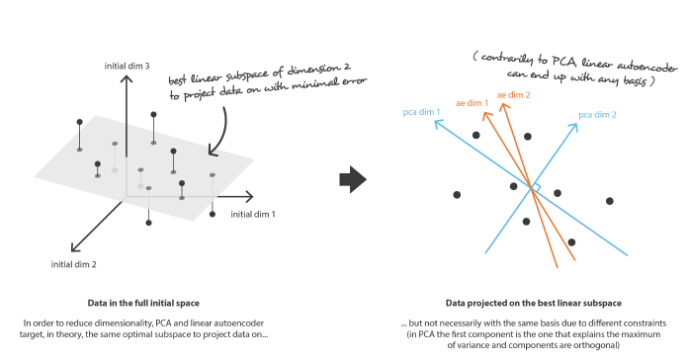 initial dim 3
best linear subspace of dimension 2
to project data on with minimal error
initial dim 1
initial dim 2
Data in the full initial space
In order to reduce dimensionality, PCA and linear autoencoder
target, in theory, the same optimal subspace to project data on...
( contrarily to PCA linear autoencoder
can end up with any basis )
ae dim 2
ae dim 1
pca dim 1
pca dim 2
Data projected on the best linear subspace
... but not necessarily with the same basis due to different constraints
(in PCA the first component is the one that explains the maximum
of variance and components are orthogonal)